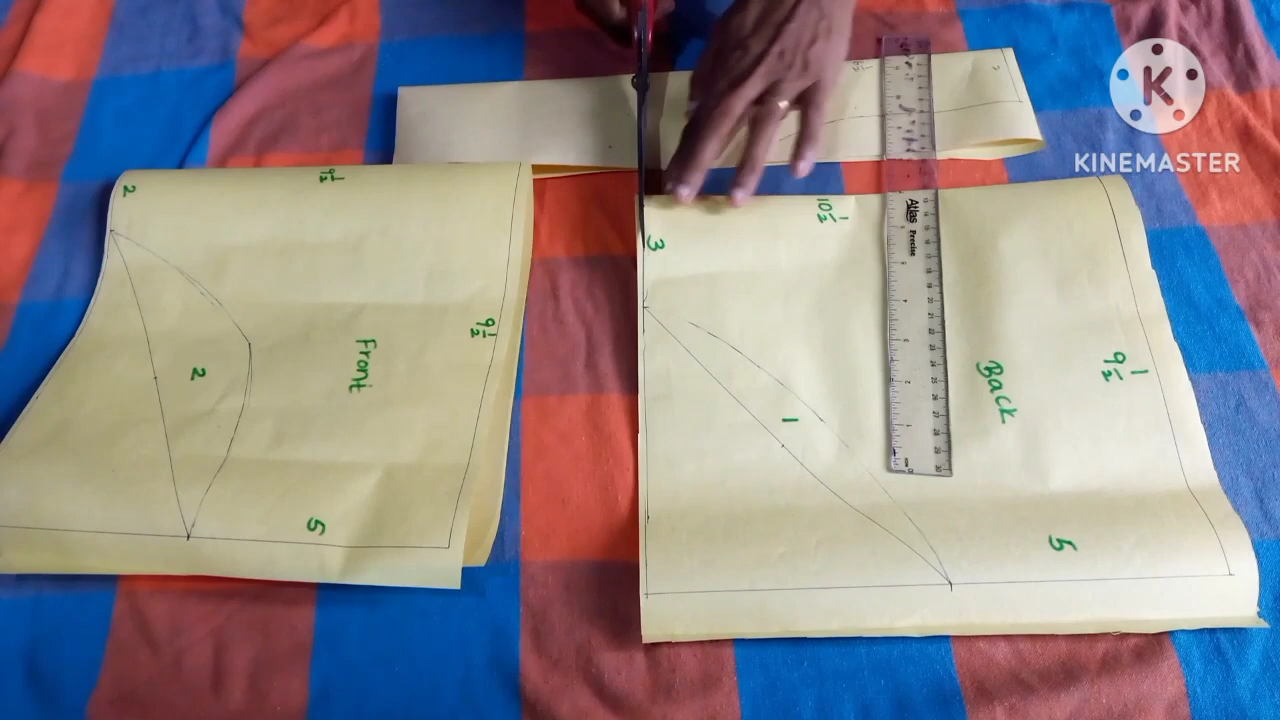 KINEMASTER
2
9 1/2
9 1/2
Front
2
5
3
10 1/2
9 1/2
Back
1
5
Atlas Precise